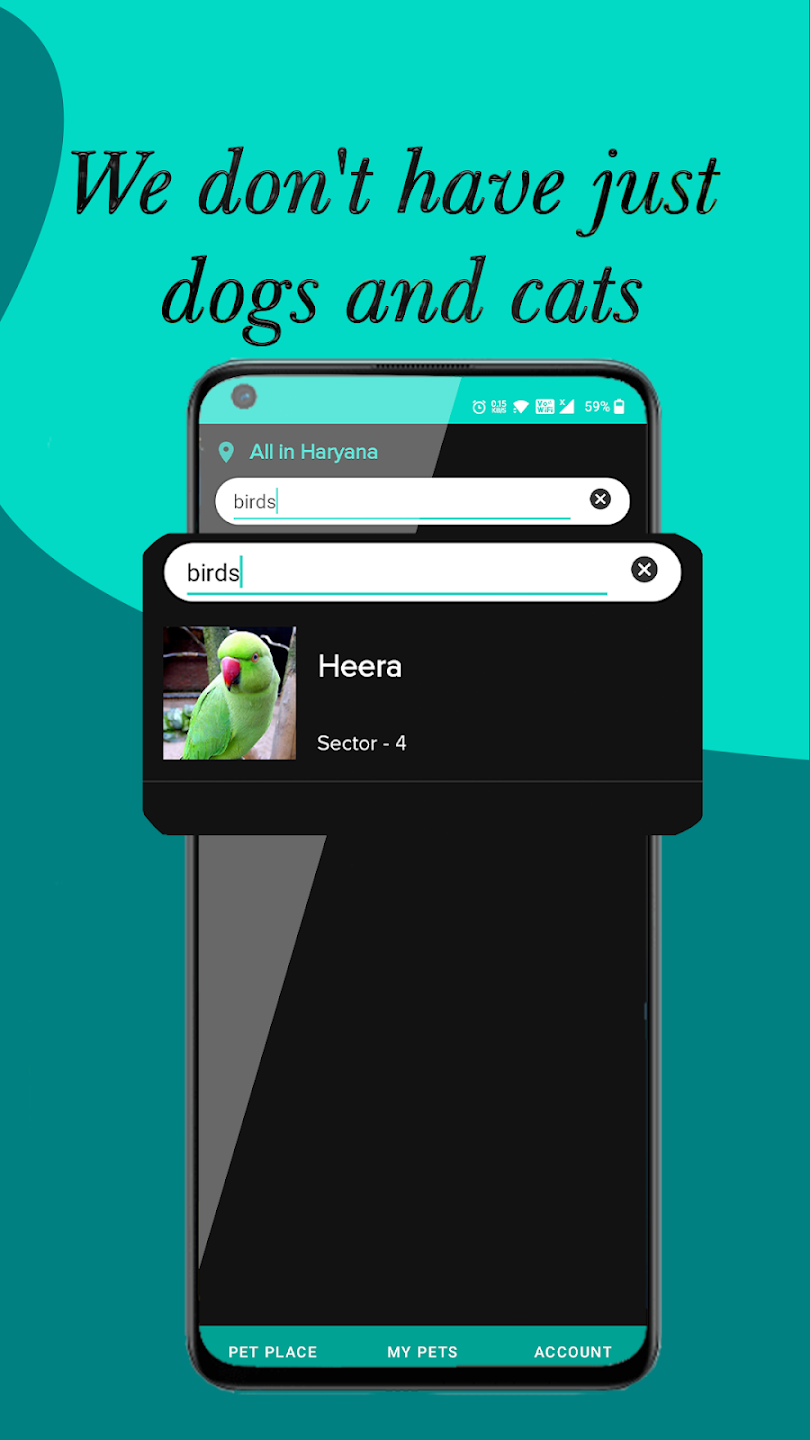 We don't have just
dogs and cats
0.15
KB/S
Vo
WiFi
59%
All in Haryana
birds
birds
Heera
Sector - 4
PET PLACE MY PETS ACCOUNT